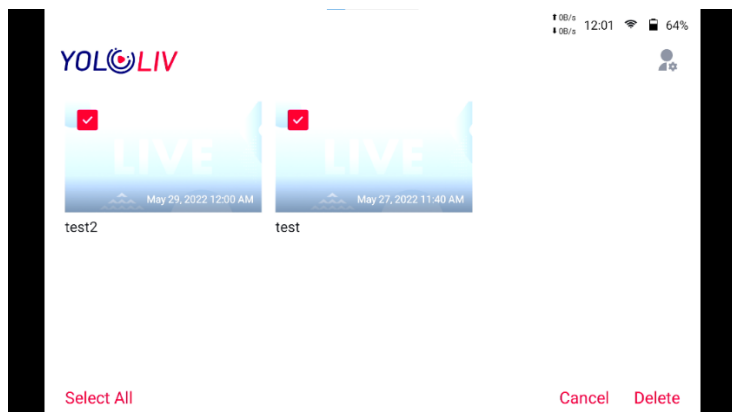 ↑ 0B/s
↓ 0B/s
12:01
64%
YOLOLIV
LIVE
May 29, 2022 12:00 AM
LIVE
May 27, 2022 11:40 AM
test2
test
Select All
Cancel
Delete